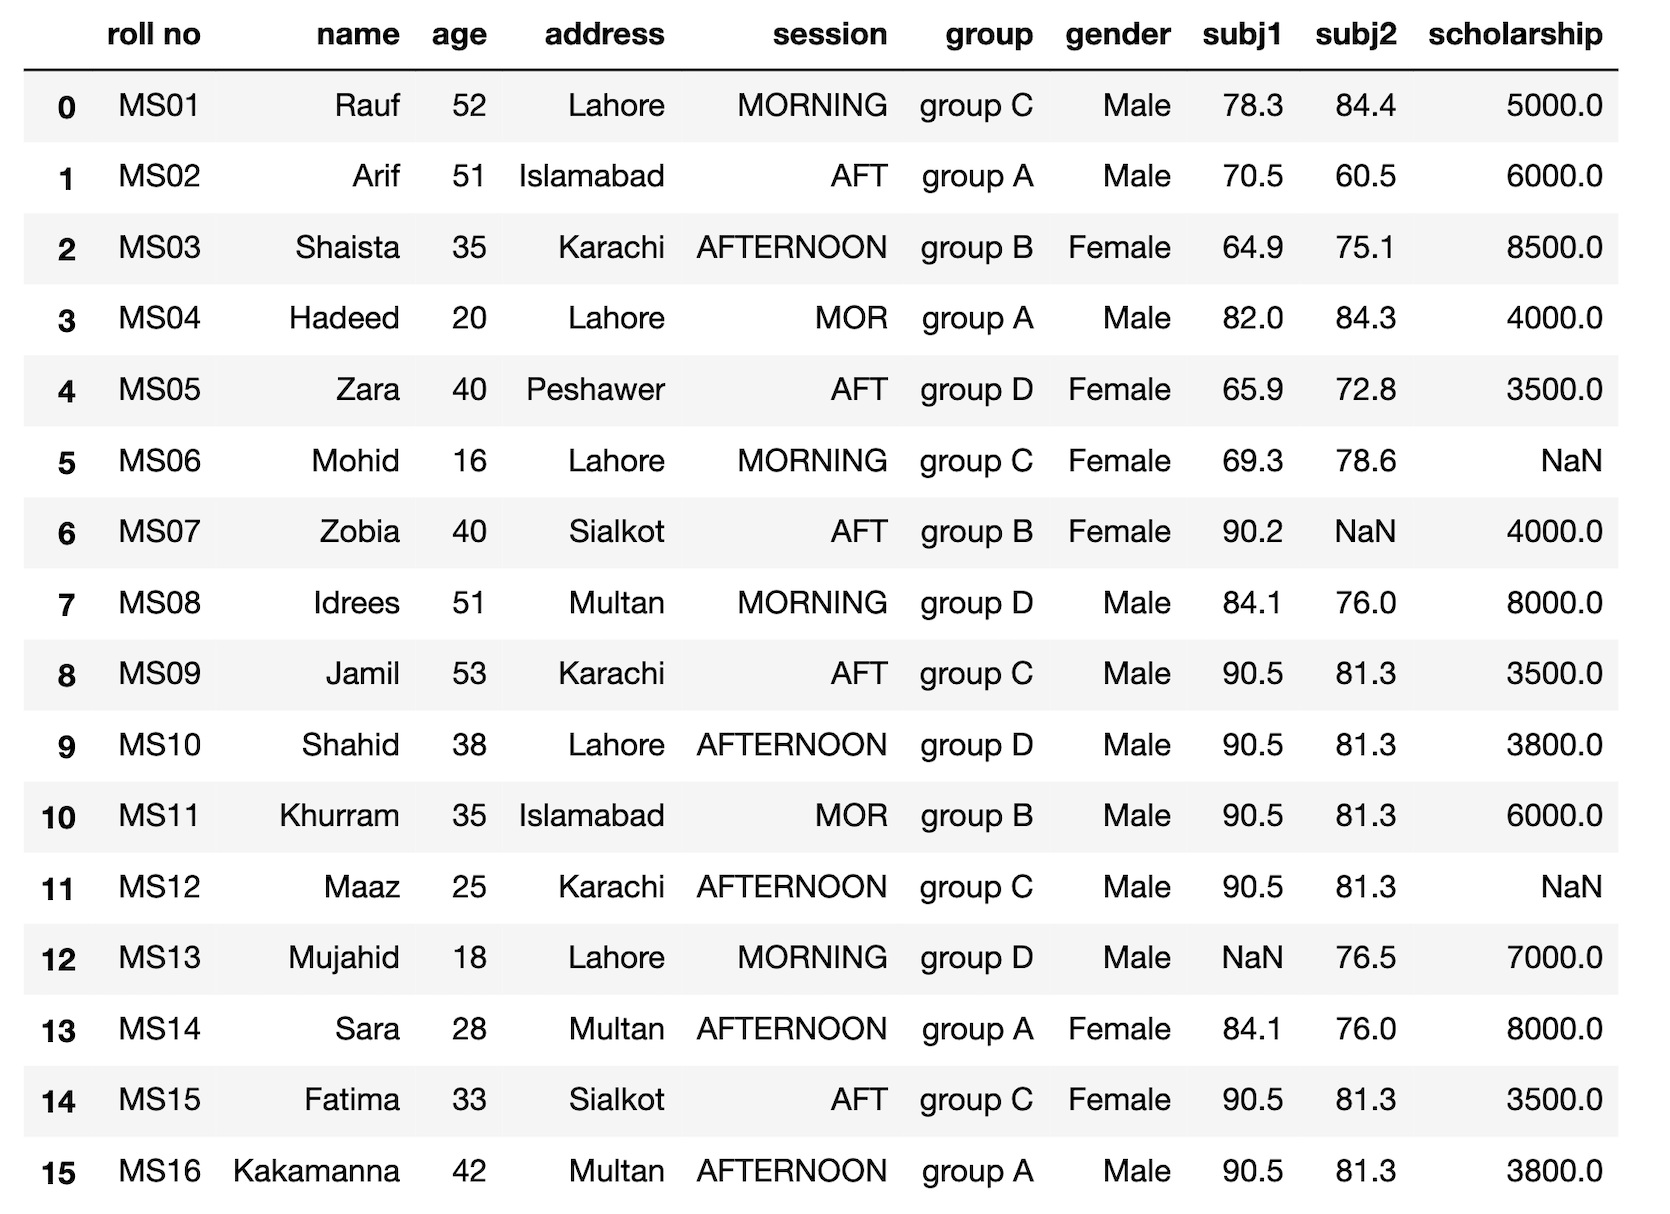 roll no name age address session group gender subj1 subj2 scholarship
0 MS01 Rauf 52 Lahore MORNING group C Male 78.3 84.4 5000.0
1 MS02 Arif 51 Islamabad AFT group A Male 70.5 60.5 6000.0
2 MS03 Shaista 35 Karachi AFTERNOON group B Female 64.9 75.1 8500.0
3 MS04 Hadeed 20 Lahore MOR group A Male 82.0 84.3 4000.0
4 MS05 Zara 40 Peshawer AFT group D Female 65.9 72.8 3500.0
5 MS06 Mohid 16 Lahore MORNING group C Female 69.3 78.6 NaN
6 MS07 Zobia 40 Sialkot AFT group B Female 90.2 NaN 4000.0
7 MS08 Idrees 51 Multan MORNING group D Male 84.1 76.0 8000.0
8 MS09 Jamil 53 Karachi AFT group C Male 90.5 81.3 3500.0
9 MS10 Shahid 38 Lahore AFTERNOON group D Male 90.5 81.3 3800.0
10 MS11 Khurram 35 Islamabad MOR group B Male 90.5 81.3 6000.0
11 MS12 Maaz 25 Karachi AFTERNOON group C Male 90.5 81.3 NaN
12 MS13 Mujahid 18 Lahore MORNING group D Male NaN 76.5 7000.0
13 MS14 Sara 28 Multan AFTERNOON group A Female 84.1 76.0 8000.0
14 MS15 Fatima 33 Sialkot AFT group C Female 90.5 81.3 3500.0
15 MS16 Kakamanna 42 Multan AFTERNOON group A Male 90.5 81.3 3800.0